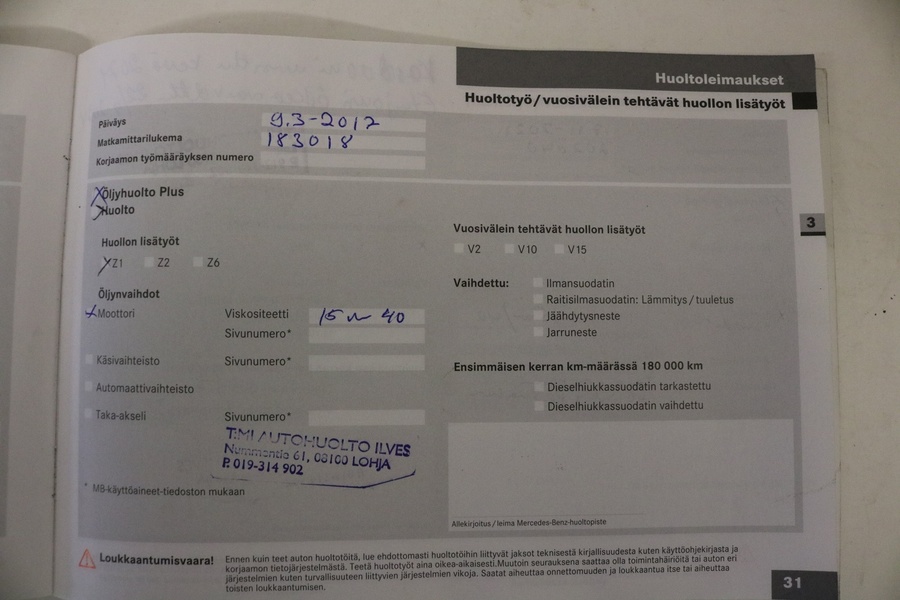 Huoltoleimaukset
Huoltotyö/vuosivälein tehtävät huollon lisätyöt
Päiväys 9.3-2017
Matkamittarilukema 183018
Korjaamon työmääräyksen numero
Öljyhuolto Plus
Huolto
Huollon lisätyöt
Z1 Z2 Z6
Öljynvaihdot
Moottori Viskositeetti 15 w 40
Sivunumero*
Käsivaihteisto Sivunumero*
Automaattivaihteisto
Taka-akseli Sivunumero*
T:MI AUTOHUOLTO ILVES
Nummentie 61, 08100 LOHJA
P. 019-314 902
* MB-käyttöaineet-tiedoston mukaan
Vuosivälein tehtävät huollon lisätyöt
V2 V10 V15
Vaihdettu: Ilmansuodatin
Raitisilmasuodatin: Lämmitys/tuuletus
Jäähdytysneste
Jarruneste
Ensimmäisen kerran km-määrässä 180 000 km
Dieselhiukkassuodatin tarkastettu
Dieselhiukkassuodatin vaihdettu
Allekirjoitus/leima Mercedes-Benz-huoltopiste
3
Loukkaantumisvaara! Ennen kuin teet auton huoltotöitä, lue ehdottomasti huoltotöihin liittyvät jaksot teknisestä kirjallisuudesta kuten käyttöohjekirjasta ja
korjaamon tietojärjestelmästä. Teetä huoltotyöt aina oikea-aikaisesti.Muutoin seurauksena saattaa olla toimintahäiriöitä tai auton eri
järjestelmien kuten turvallisuuteen liittyvien järjestelmien vikoja. Saatat aiheuttaa onnettomuuden ja loukkaantua itse tai aiheuttaa
toisten loukkaantumisen.
31